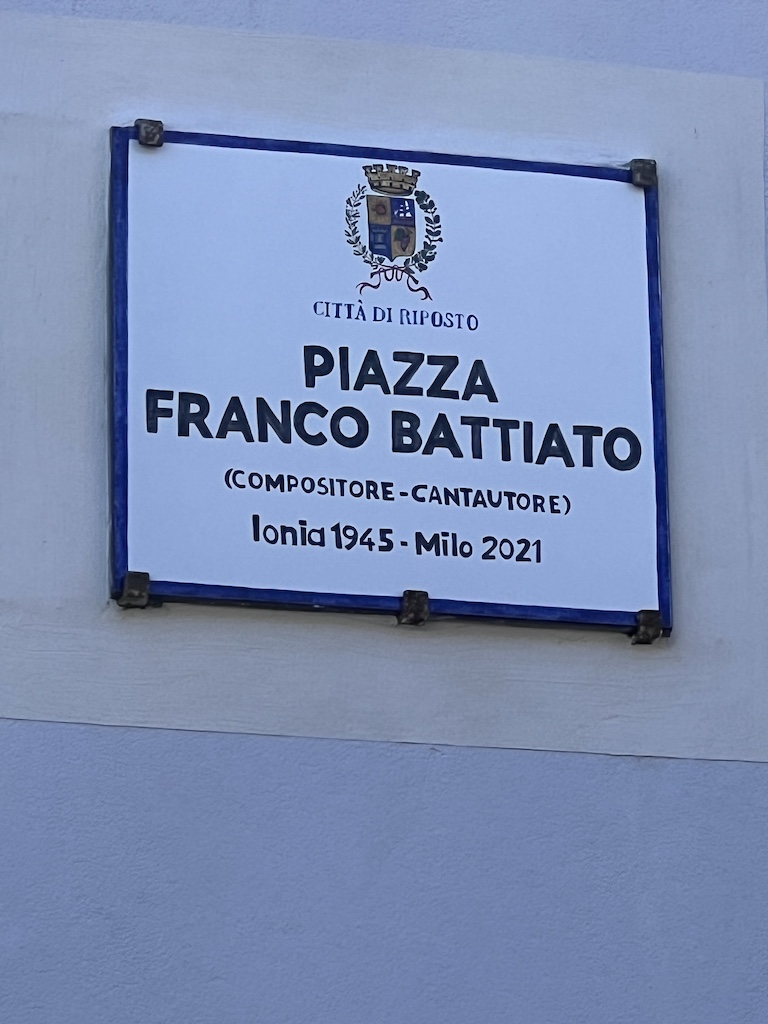 CITTÀ DI RIPOSTO
PIAZZA
FRANCO BATTIATO
(COMPOSITORE-CANTAUTORE)
Ionia 1945 - Milo 2021